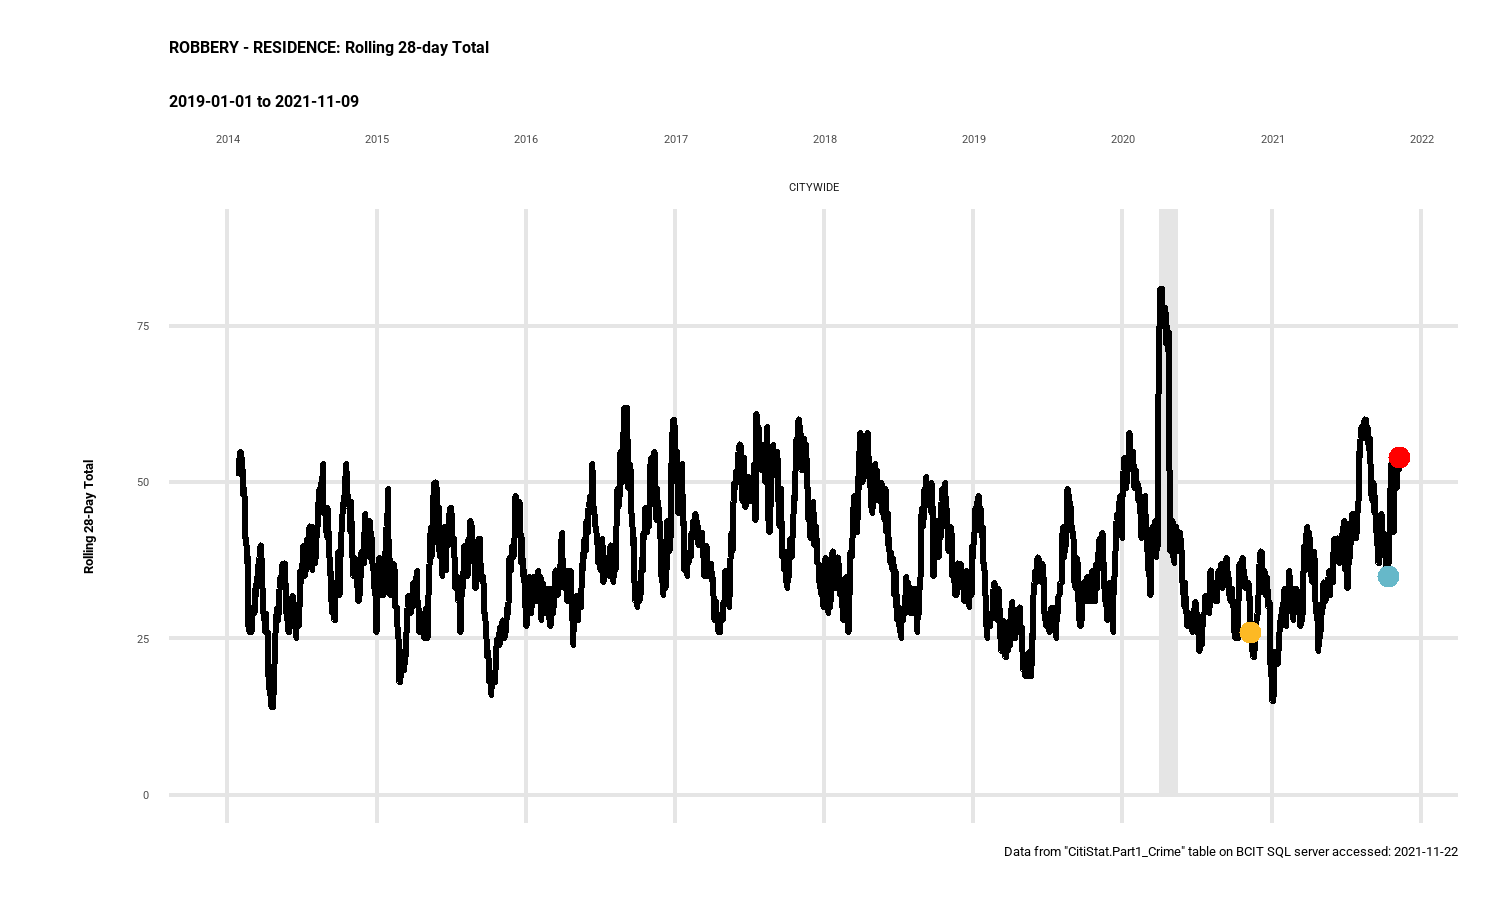 ROBBERY - RESIDENCE: Rolling 28-day Total
2019-01-01 to 2021-11-09
2014 2015 2016 2017 2018 2019 2020 2021 2022
CITYWIDE
75
50
25
0
Rolling 28-Day Total
Data from "CitiStat.Part1_Crime" table on BCIT SQL server accessed: 2021-11-22